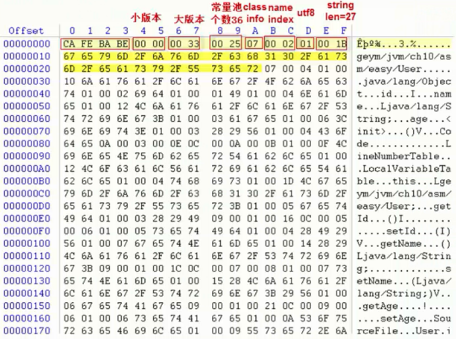 小版本 大版本 常量池 class name utf8 string
个数36 info index len=27
Offset 0 1 2 3 4 5 6 7 8 9 A B C D E F
00000000 CA FE BA BE 00 00 00 33 00 25 07 00 02 01 00 1B Êþº¾...3.%......
00000010 67 65 79 6D 2F 6A 76 6D 2F 63 68 31 30 2F 61 73 geym/jvm/ch10/as
00000020 6D 2F 65 61 73 79 2F 55 73 65 72 07 00 04 01 00 m/easy/User.....
00000030 10 6A 61 76 61 2F 6C 61 6E 67 2F 4F 62 6A 65 63 .java/lang/Objec
00000040 74 01 00 02 69 64 01 00 01 49 01 00 04 6E 61 6D t...id...I...nam
00000050 65 01 00 12 4C 6A 61 76 61 2F 6C 61 6E 67 2F 53 e...Ljava/lang/S
00000060 74 72 69 6E 67 3B 01 00 03 61 67 65 01 00 06 3C tring;...age...<
00000070 69 6E 69 74 3E 01 00 03 28 29 56 01 00 04 43 6F init>...()V...Co
00000080 64 65 0A 00 03 00 0E 0C 00 0A 00 0B 01 00 0F 4C de.............L
00000090 69 6E 65 4E 75 6D 62 65 72 54 61 62 6C 65 01 00 ineNumberTable..
000000A0 12 4C 6F 63 61 6C 56 61 72 69 61 62 6C 65 54 61 .LocalVariableTa
000000B0 62 6C 65 01 00 04 74 68 69 73 01 00 1D 4C 67 65 ble...this...Lge
000000C0 79 6D 2F 6A 76 6D 2F 63 68 31 30 2F 61 73 6D 2F ym/jvm/ch10/asm/
000000D0 65 61 73 79 2F 55 73 65 72 3B 01 00 05 67 65 74 easy/User;...get
000000E0 49 64 01 00 03 28 29 49 09 00 01 00 16 0C 00 05 Id...()I........
000000F0 00 06 01 00 05 73 65 74 49 64 01 00 04 28 49 29 .....setId...(I)
00000100 56 01 00 07 67 65 74 4E 61 6D 65 01 00 14 28 29 V...getName...()
00000110 4C 6A 61 76 61 2F 6C 61 6E 67 2F 53 74 72 69 6E Ljava/lang/Strin
00000120 67 3B 09 00 01 00 1C 0C 00 07 00 08 01 00 07 73 g;.............s
00000130 65 74 4E 61 6D 65 01 00 15 28 4C 6A 61 76 61 2F etName...(Ljava/
00000140 6C 61 6E 67 2F 53 74 72 69 6E 67 3B 29 56 01 00 lang/String;)V..
00000150 06 67 65 74 41 67 65 09 00 01 00 21 0C 00 09 00 .getAge....!....
00000160 06 01 00 06 73 65 74 41 67 65 01 00 0A 53 6F 75 ....setAge...Sou
00000170 72 63 65 46 69 6C 65 01 00 09 55 73 65 72 2E 6A rceFile...User.j